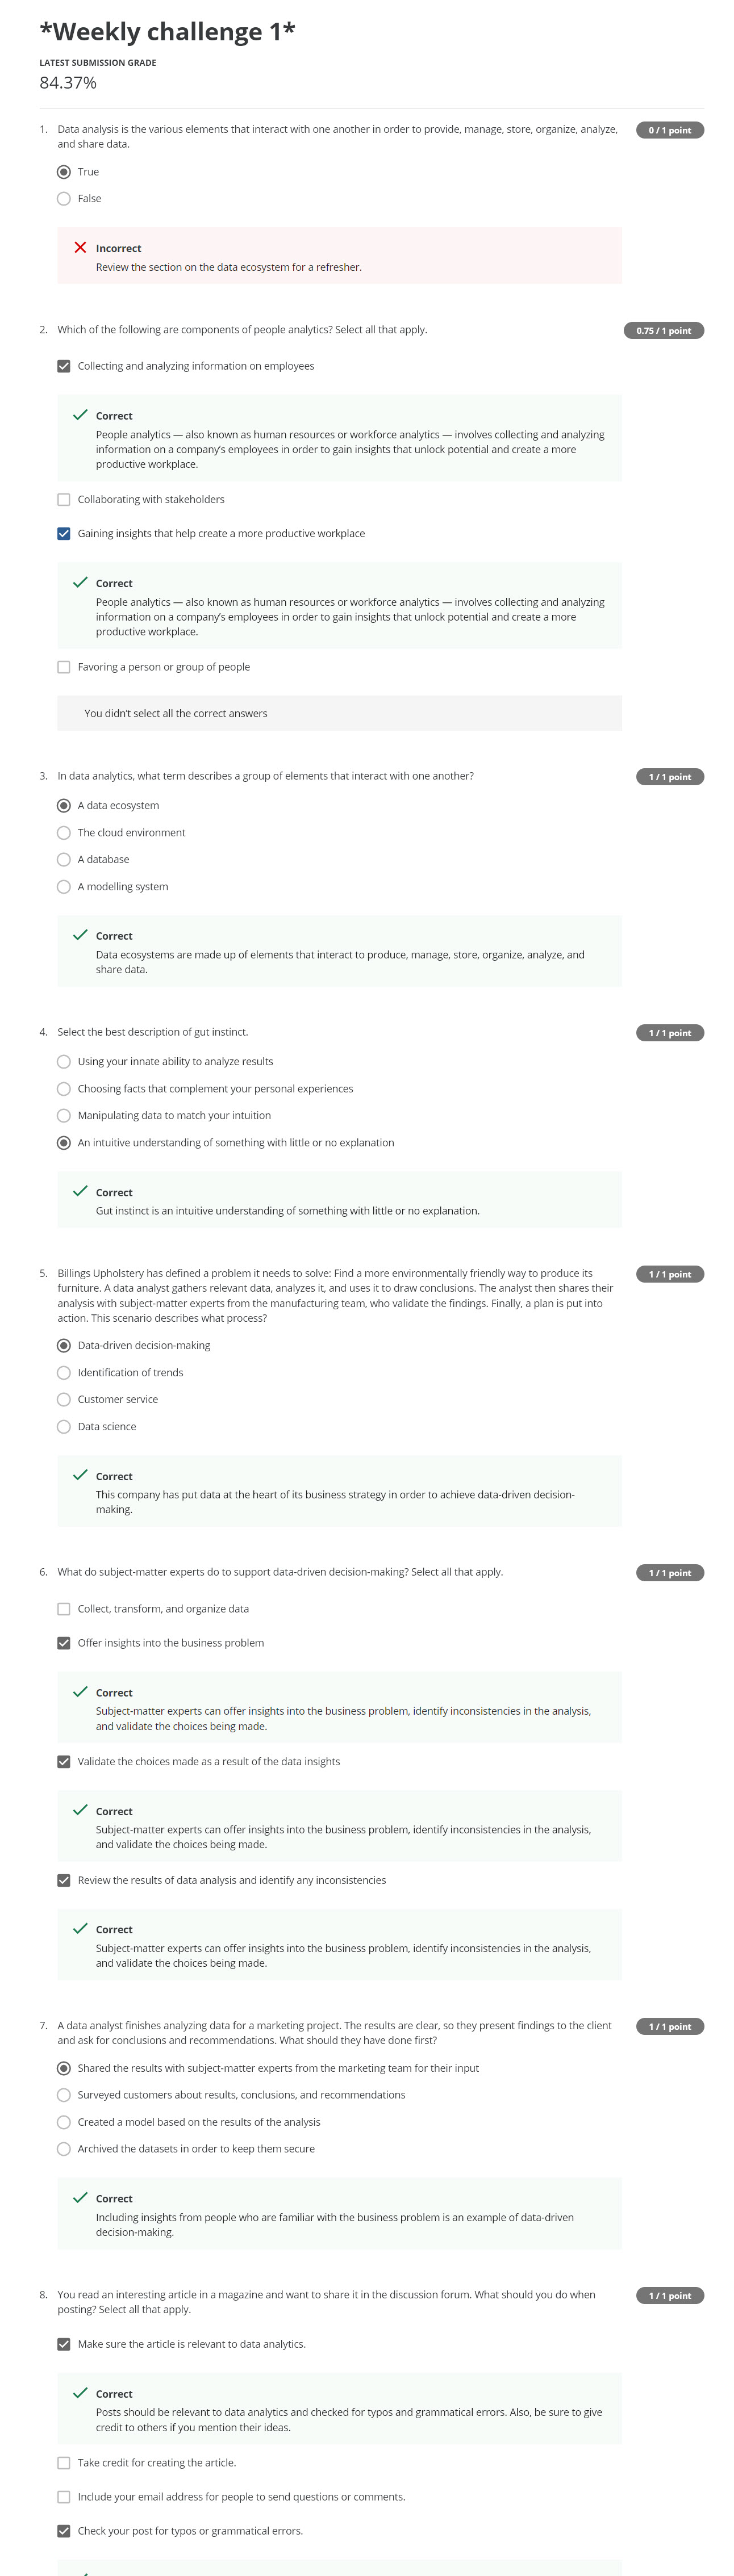 *Weekly challenge 1*
LATEST SUBMISSION GRADE
84.37%
1. Data analysis is the various elements that interact with one another in order to provide, manage, store, organize, analyze,
and share data.
0 / 1 point
True
False
Incorrect
Review the section on the data ecosystem for a refresher.
2. Which of the following are components of people analytics? Select all that apply.
0.75 / 1 point
Collecting and analyzing information on employees
Correct
People analytics — also known as human resources or workforce analytics — involves collecting and analyzing
information on a company's employees in order to gain insights that unlock potential and create a more
productive workplace.
Collaborating with stakeholders
Gaining insights that help create a more productive workplace
Correct
People analytics — also known as human resources or workforce analytics — involves collecting and analyzing
information on a company's employees in order to gain insights that unlock potential and create a more
productive workplace.
Favoring a person or group of people
You didn't select all the correct answers
3. In data analytics, what term describes a group of elements that interact with one another?
1 / 1 point
A data ecosystem
The cloud environment
A database
A modelling system
Correct
Data ecosystems are made up of elements that interact to produce, manage, store, organize, analyze, and
share data.
4. Select the best description of gut instinct.
1 / 1 point
Using your innate ability to analyze results
Choosing facts that complement your personal experiences
Manipulating data to match your intuition
An intuitive understanding of something with little or no explanation
Correct
Gut instinct is an intuitive understanding of something with little or no explanation.
5. Billings Upholstery has defined a problem it needs to solve: Find a more environmentally friendly way to produce its
furniture. A data analyst gathers relevant data, analyzes it, and uses it to draw conclusions. The analyst then shares their
analysis with subject-matter experts from the manufacturing team, who validate the findings. Finally, a plan is put into
action. This scenario describes what process?
1 / 1 point
Data-driven decision-making
Identification of trends
Customer service
Data science
Correct
This company has put data at the heart of its business strategy in order to achieve data-driven decision-
making.
6. What do subject-matter experts do to support data-driven decision-making? Select all that apply.
1 / 1 point
Collect, transform, and organize data
Offer insights into the business problem
Correct
Subject-matter experts can offer insights into the business problem, identify inconsistencies in the analysis,
and validate the choices being made.
Validate the choices made as a result of the data insights
Correct
Subject-matter experts can offer insights into the business problem, identify inconsistencies in the analysis,
and validate the choices being made.
Review the results of data analysis and identify any inconsistencies
Correct
Subject-matter experts can offer insights into the business problem, identify inconsistencies in the analysis,
and validate the choices being made.
7. A data analyst finishes analyzing data for a marketing project. The results are clear, so they present findings to the client
and ask for conclusions and recommendations. What should they have done first?
1 / 1 point
Shared the results with subject-matter experts from the marketing team for their input
Surveyed customers about results, conclusions, and recommendations
Created a model based on the results of the analysis
Archived the datasets in order to keep them secure
Correct
Including insights from people who are familiar with the business problem is an example of data-driven
decision-making.
8. You read an interesting article in a magazine and want to share it in the discussion forum. What should you do when
posting? Select all that apply.
1 / 1 point
Make sure the article is relevant to data analytics.
Correct
Posts should be relevant to data analytics and checked for typos and grammatical errors. Also, be sure to give
credit to others if you mention their ideas.
Take credit for creating the article.
Include your email address for people to send questions or comments.
Check your post for typos or grammatical errors.